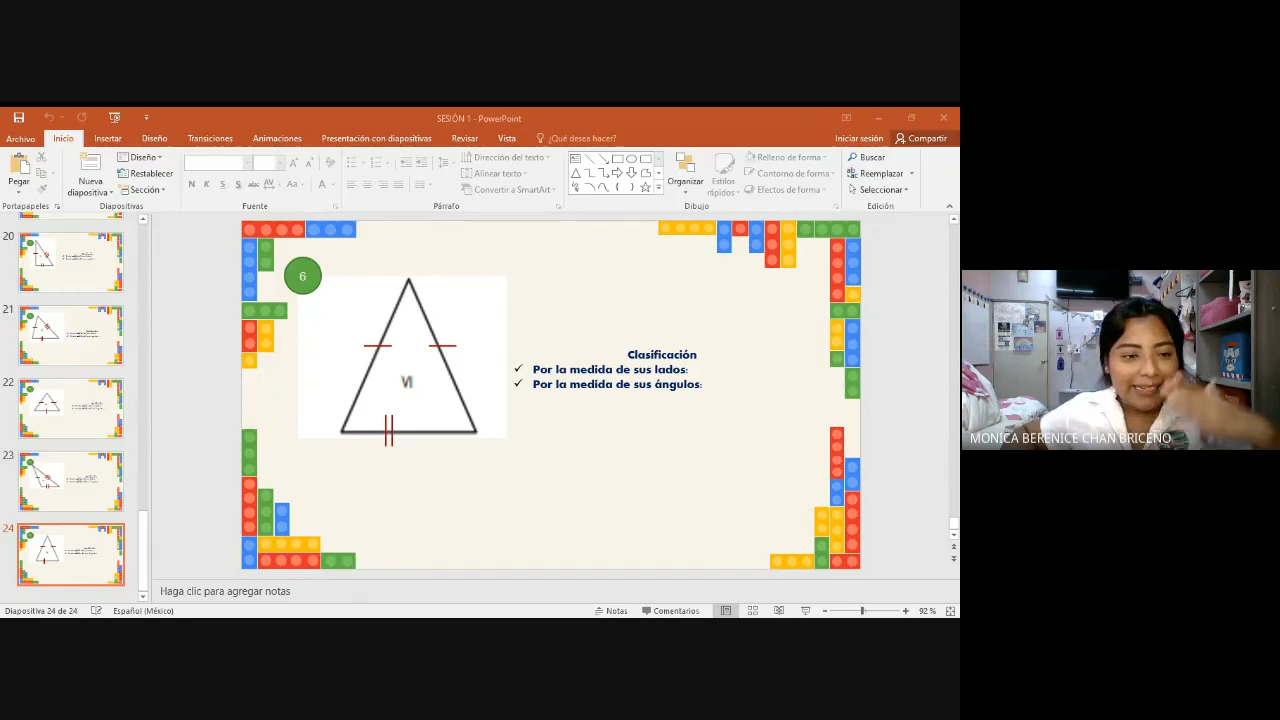 SESIÓN 1 - PowerPoint
Archivo Inicio Insertar Diseño Transiciones Animaciones Presentación con diapositivas Revisar Vista ¿Qué desea hacer? Iniciar sesión Compartir
Pegar
Nueva diapositiva
Diseño
Restablecer
Sección
N K S S abc AV Aa A
Dirección del texto
Alinear texto
Convertir a SmartArt
Organizar
Estilos rápidos
Relleno de forma
Contorno de forma
Efectos de forma
Buscar
Reemplazar
Seleccionar
Portapapeles Diapositivas Fuente Párrafo Dibujo Edición
20
21
22
23
24
6
VI
Clasificación
✓ Por la medida de sus lados:
✓ Por la medida de sus ángulos:
MONICA BERENICE CHAN BRICEÑO
Haga clic para agregar notas
Diapositiva 24 de 24 Español (México) Notas Comentarios 92 %